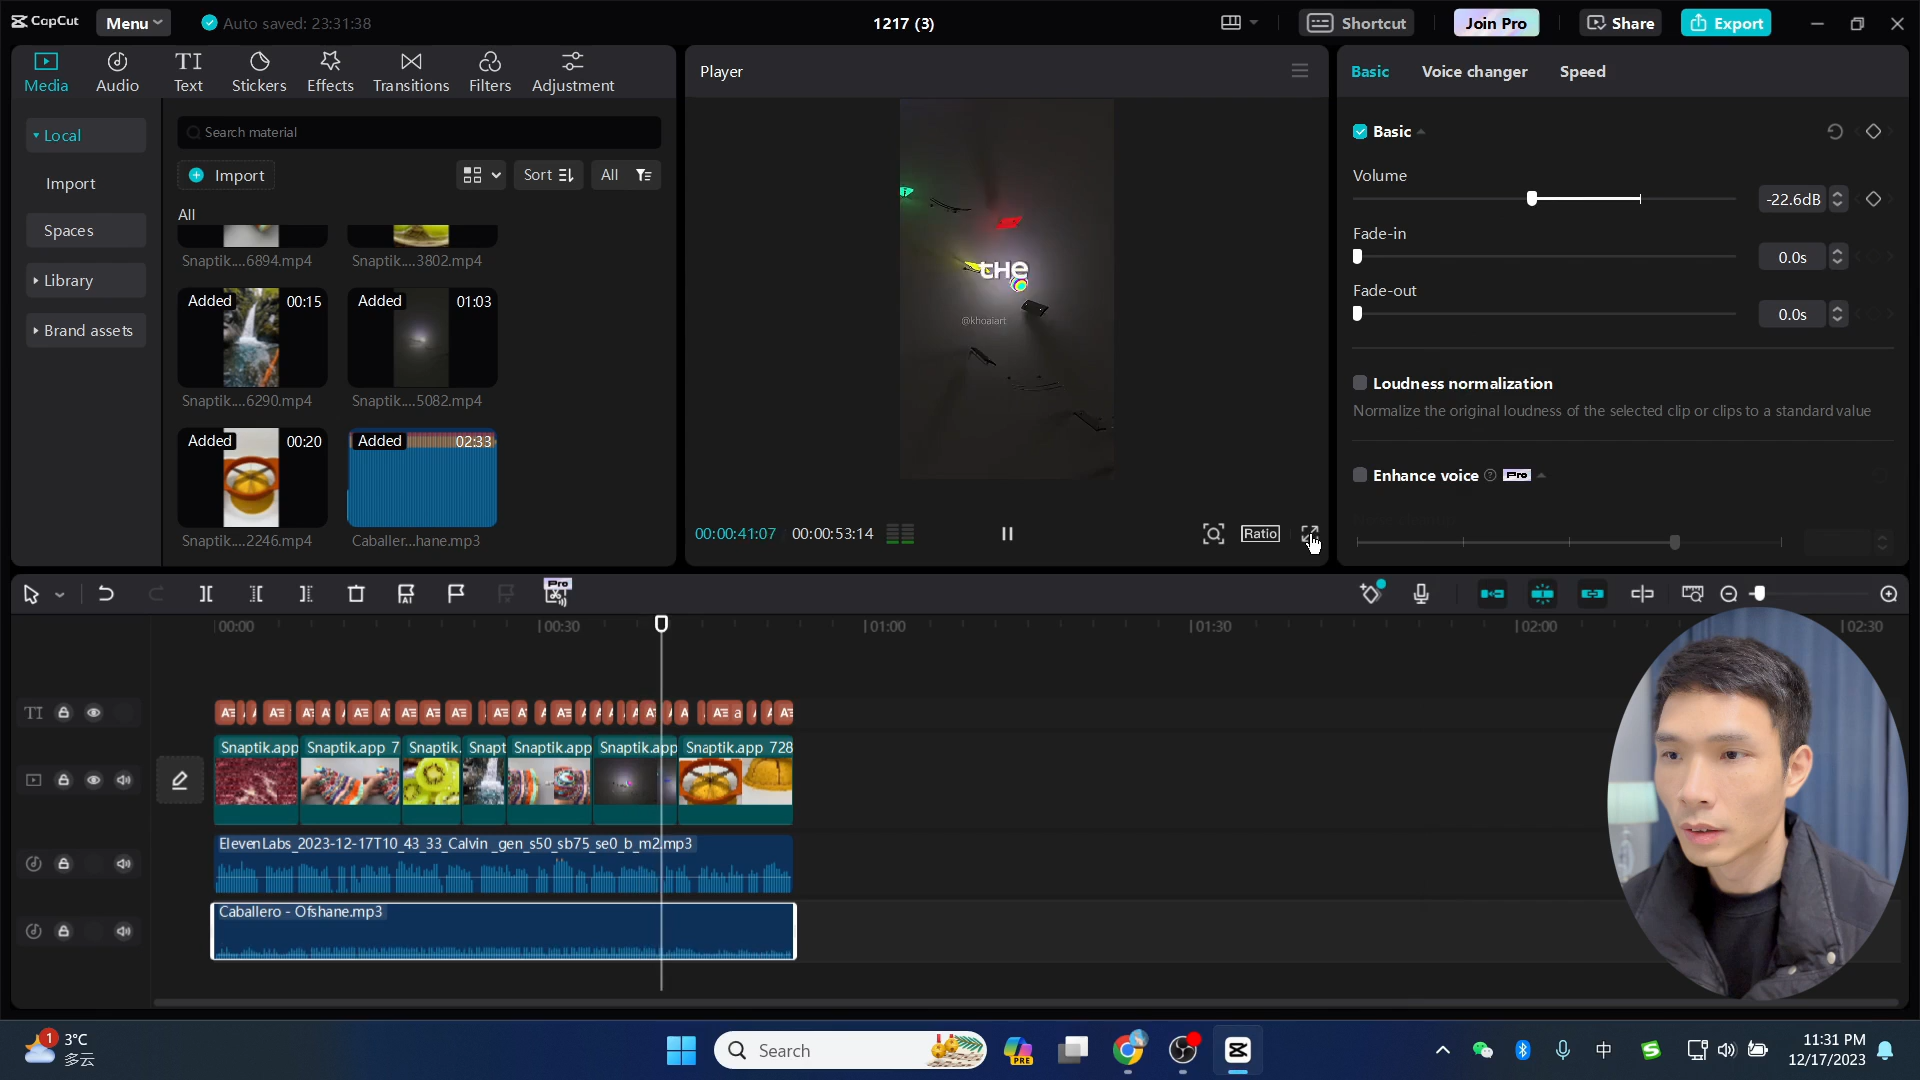 CapCut
Menu
Auto saved: 23:31:38
1217 (3)
Shortcut
Join Pro
Share
Export
Media
Audio
Text
Stickers
Effects
Transitions
Filters
Adjustment
Player
Basic
Voice changer
Speed
Local
Import
Spaces
Library
Brand assets
Search material
Import
Sort
All
All
Snaptik....6894.mp4
Snaptik....3802.mp4
Added 00:15
Added 01:03
Snaptik....6290.mp4
Snaptik....5082.mp4
Added 00:20
Added 02:33
Snaptik....2246.mp4
Caballer...hane.mp3
tHe
@khoaiart
00:00:41:07
00:00:53:14
Ratio
Basic
Volume
-22.6dB
Fade-in
0.0s
Fade-out
0.0s
Loudness normalization
Normalize the original loudness of the selected clip or clips to a standard value
Enhance voice
Pro
Pro
AI
00:00
00:30
01:00
01:30
02:00
02:30
TI
Snaptik.app
Snaptik.app 7
Snaptik.
Snapt
Snaptik.app
Snaptik.app
Snaptik.app 728
ElevenLabs_2023-12-17T10_43_33_Calvin _gen_s50_sb75_se0_b_m2.mp3
Caballero - Ofshane.mp3
1
3°C
多云
Search
PRE
中
11:31 PM
12/17/2023